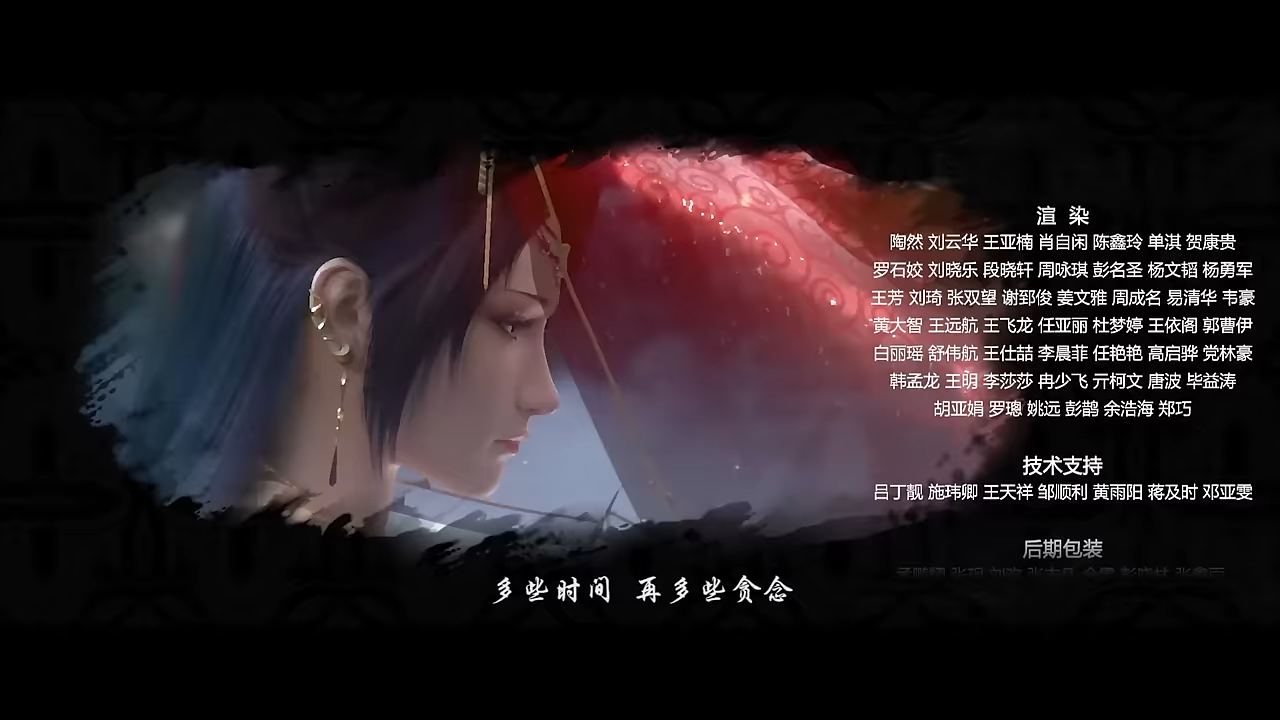 渲 染
陶然 刘云华 王亚楠 肖自闲 陈鑫玲 单淇 贺康贵
罗石姣 刘晓乐 段晓轩 周咏琪 彭名圣 杨文韬 杨勇军
王芳 刘琦 张双望 谢郅俊 姜文雅 周成名 易清华 韦豪
黄大智 王远航 王飞龙 任亚丽 杜梦婷 王依阁 郭曹伊
白丽瑶 舒伟航 王仕喆 李晨菲 任艳艳 高启骅 党林豪
韩孟龙 王明 李莎莎 冉少飞 亓柯文 唐波 毕益涛
胡亚娟 罗璁 姚远 彭鹊 余浩海 郑巧
技术支持
吕丁靓 施玮卿 王天祥 邹顺利 黄雨阳 蒋及时 邓亚雯
后期包装
多些时间 再多些贪念